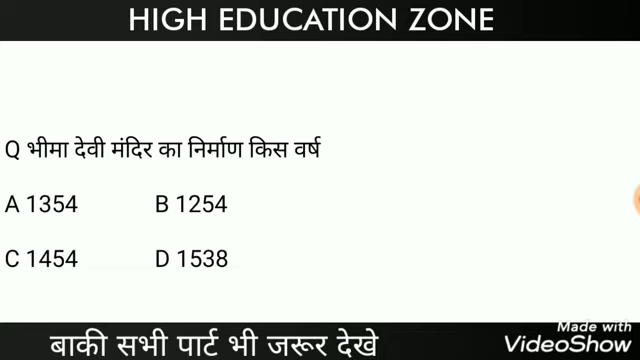 HIGH EDUCATION ZONE
Q भीमा देवी मंदिर का निर्माण किस वर्ष
A 1354 B 1254
C 1454 D 1538
बाकी सभी पार्ट भी जरूर देखे
Made with
VideoShow